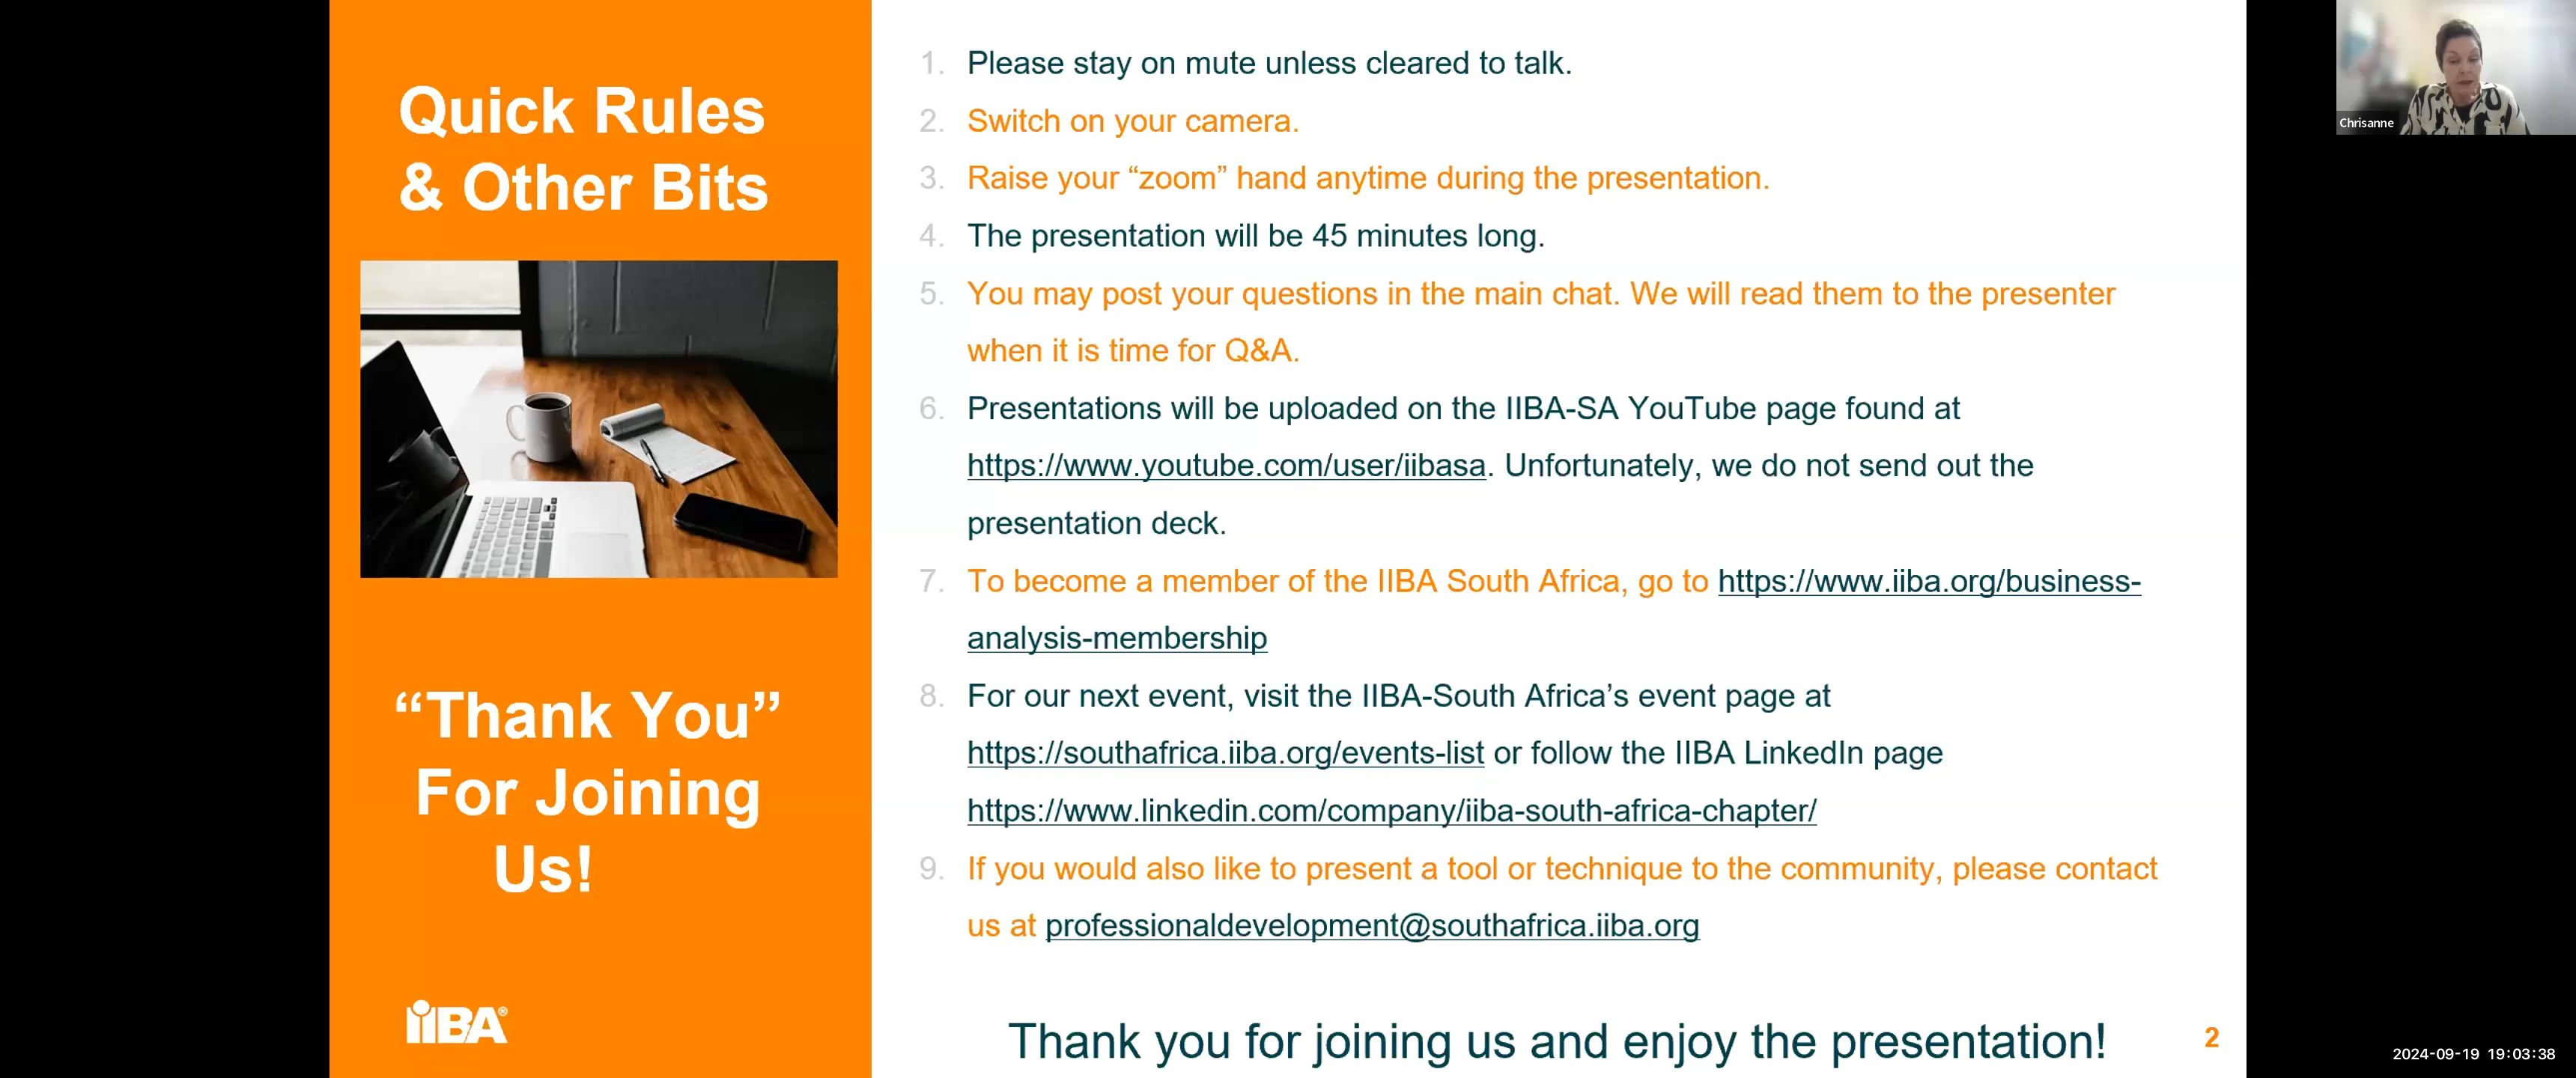 Quick Rules
& Other Bits
“Thank You”
For Joining
Us!
iiBA®
1. Please stay on mute unless cleared to talk.
2. Switch on your camera.
3. Raise your “zoom” hand anytime during the presentation.
4. The presentation will be 45 minutes long.
5. You may post your questions in the main chat. We will read them to the presenter
when it is time for Q&A.
6. Presentations will be uploaded on the IIBA-SA YouTube page found at
https://www.youtube.com/user/iibasa. Unfortunately, we do not send out the
presentation deck.
7. To become a member of the IIBA South Africa, go to https://www.iiba.org/business-
analysis-membership
8. For our next event, visit the IIBA-South Africa’s event page at
https://southafrica.iiba.org/events-list or follow the IIBA LinkedIn page
https://www.linkedin.com/company/iiba-south-africa-chapter/
9. If you would also like to present a tool or technique to the community, please contact
us at professionaldevelopment@southafrica.iiba.org
Thank you for joining us and enjoy the presentation!
2
Chrisanne
2024-09-19 19:03:38